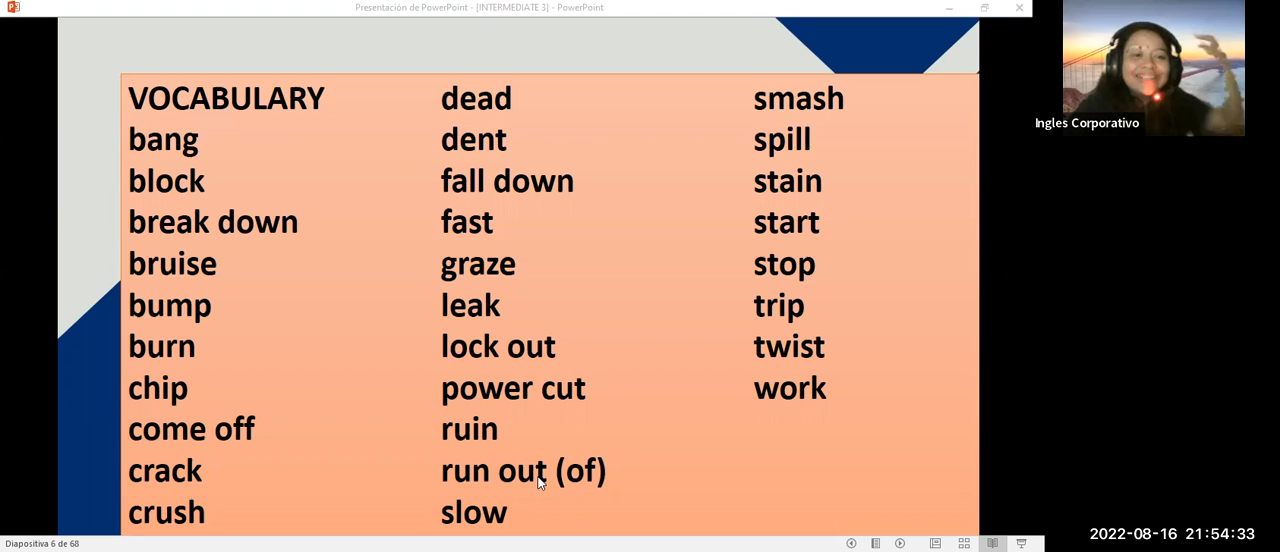 Presentación de PowerPoint - [INTERMEDIATE 3] - PowerPoint
VOCABULARY
bang
block
break down
bruise
bump
burn
chip
come off
crack
crush
dead
dent
fall down
fast
graze
leak
lock out
power cut
ruin
run out (of)
slow
smash
spill
stain
start
stop
trip
twist
work
Ingles Corporativo
Diapositiva 6 de 68
2022-08-16 21:54:33